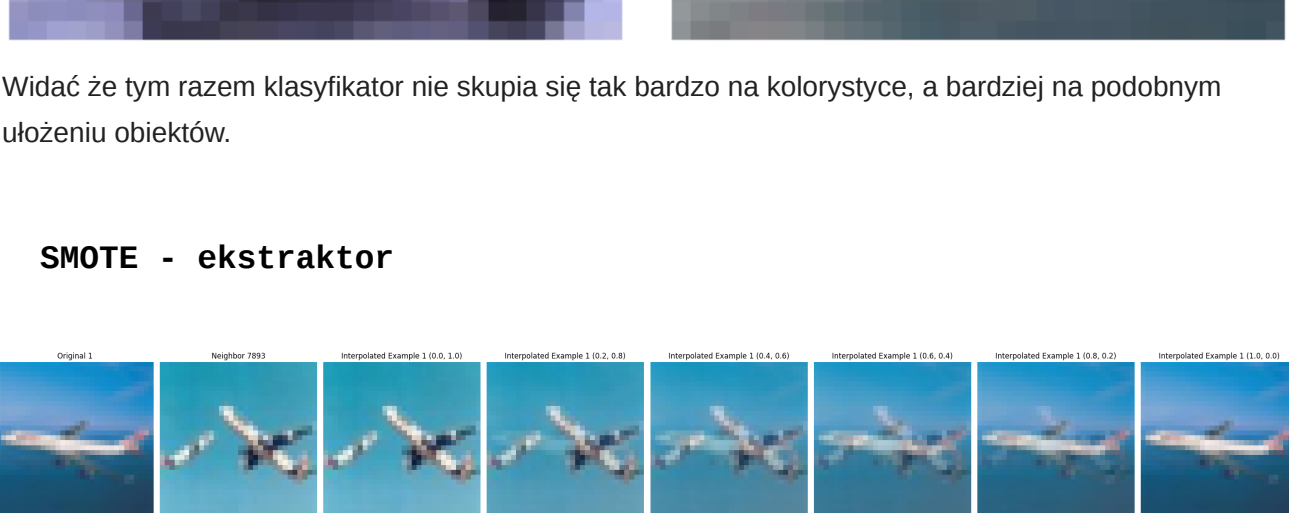 Widać że tym razem klasyfikator nie skupia się tak bardzo na kolorystyce, a bardziej na podobnym
ułożeniu obiektów.
SMOTE - ekstraktor
Original 1
Neighbor 7893
Interpolated Example 1 (0.0, 1.0)
Interpolated Example 1 (0.2, 0.8)
Interpolated Example 1 (0.4, 0.6)
Interpolated Example 1 (0.6, 0.4)
Interpolated Example 1 (0.8, 0.2)
Interpolated Example 1 (1.0, 0.0)